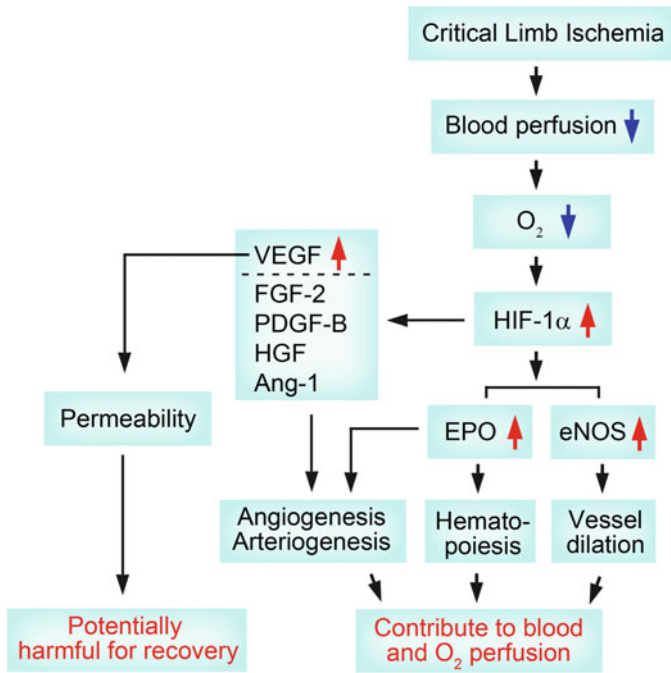 Critical Limb Ischemia
Blood perfusion
O₂
VEGF
FGF-2
PDGF-B
HGF
Ang-1
HIF-1α
Permeability
EPO
eNOS
Angiogenesis
Arteriogenesis
Hemato-
poiesis
Vessel
dilation
Potentially
harmful for recovery
Contribute to blood
and O₂ perfusion